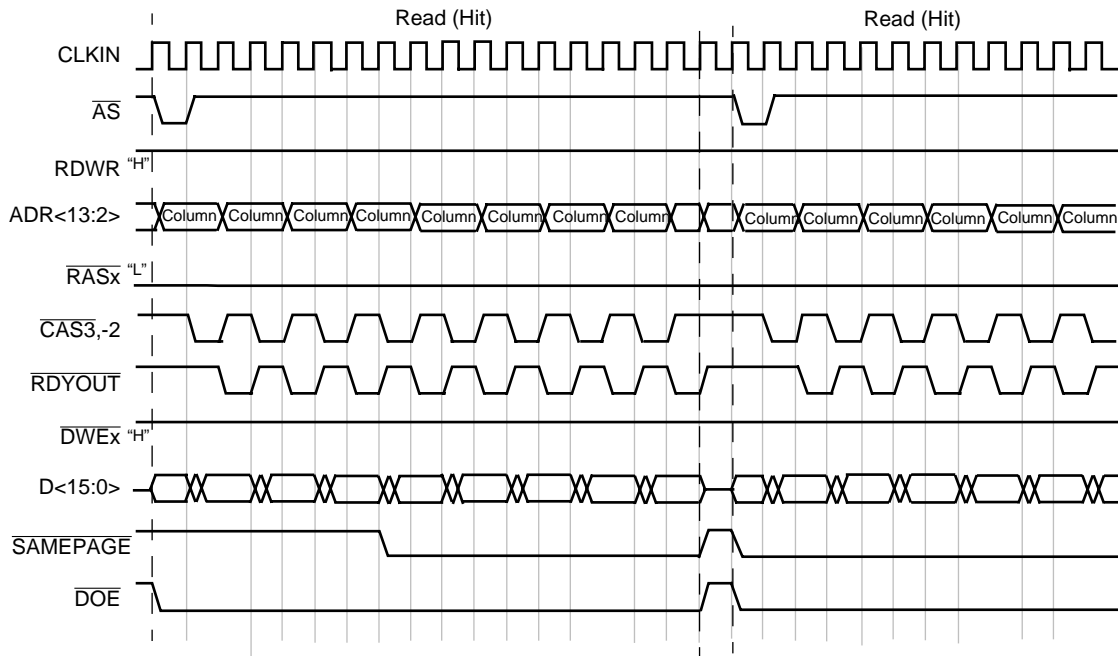 Read (Hit) Read (Hit)
CLKIN
AS
RDWR "H"
ADR<13:2> Column Column Column Column Column Column Column Column Column Column Column Column Column Column
RASx "L"
CAS3,-2
RDYOUT
DWEx "H"
D<15:0>
SAMEPAGE
DOE